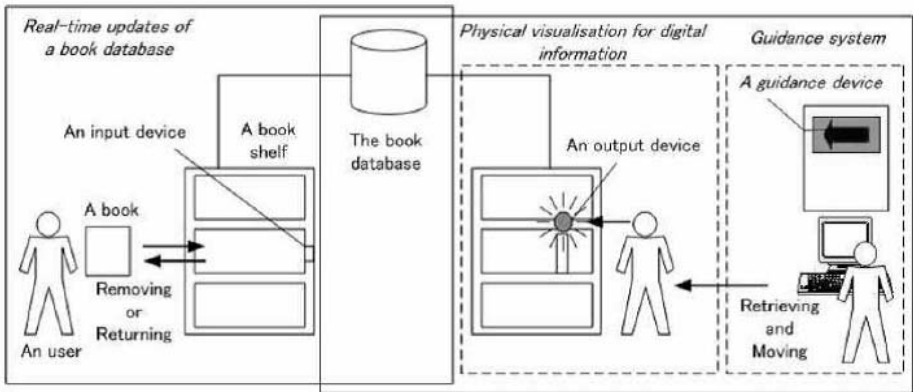 Real-time updates of
a book database
Physical visualisation for digital
information
Guidance system
A guidance device
An input device
A book
shelf
The book
database
An output device
A book
Removing
or
Returning
An user
Retrieving
and
Moving